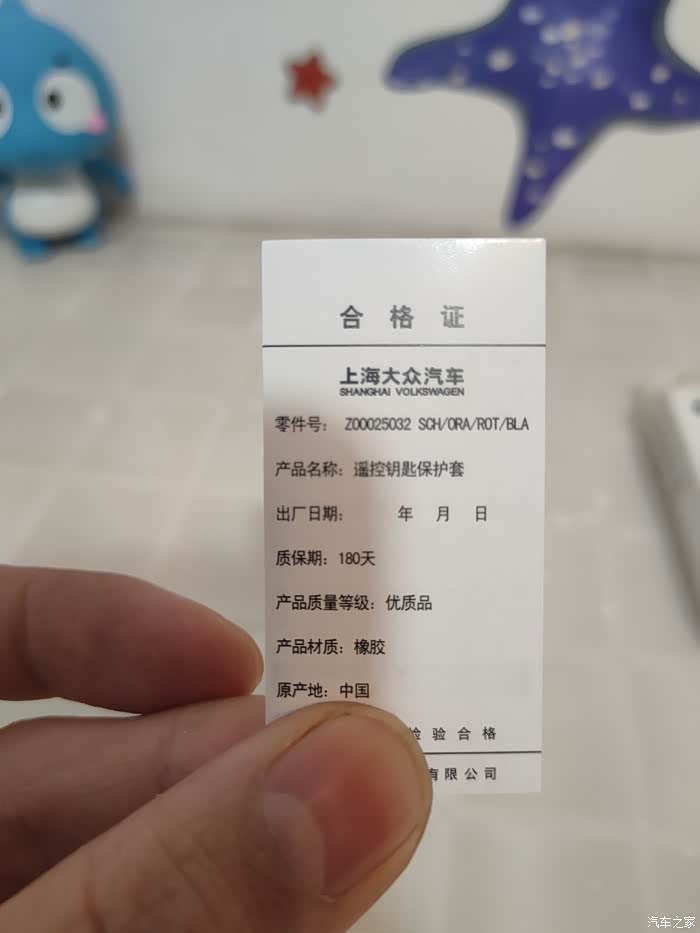 合格证
上海大众汽车
SHANGHAI VOLKSWAGEN
零件号： Z00025032 SCH/ORA/ROT/BLA
产品名称：遥控钥匙保护套
出厂日期： 年 月 日
质保期：180天
产品质量等级：优质品
产品材质：橡胶
原产地：中国
检验合格
有限公司
汽车之家